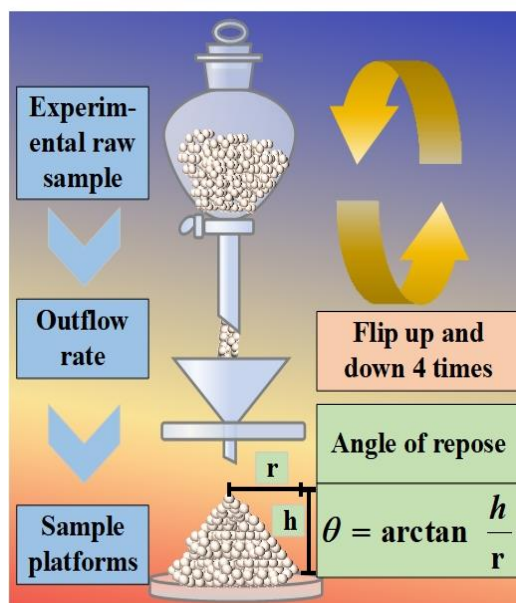 Experim-
ental raw
sample
Outflow
rate
Sample
platforms
Flip up and
down 4 times
Angle of repose
r
h
θ = arctan h/r